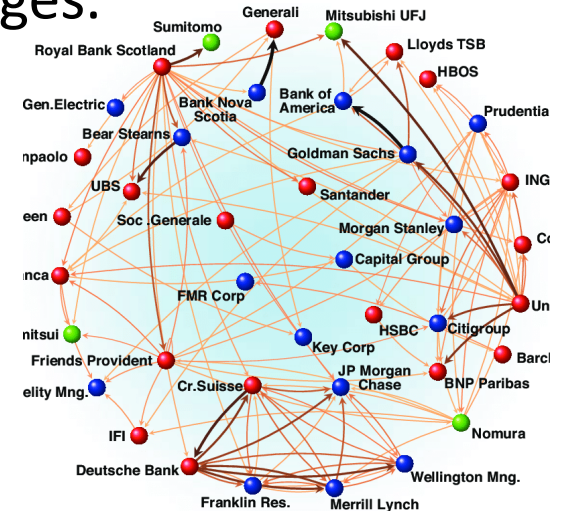 ges.
Generali
Mitsubishi UFJ
Sumitomo
Lloyds TSB
Royal Bank Scotland
HBOS
Gen.Electric
Bank Nova
Scotia
Bank of
America
Prudentia
Bear Stearns
Goldman Sachs
npaolo
UBS
Santander
ING
een
Soc.Generale
Morgan Stanley
Co
Capital Group
nca
FMR Corp
Un
HSBC
Citigroup
mitsui
Key Corp
Friends Provident
Barcl
JP Morgan
Chase
Cr.Suisse
BNP Paribas
elity Mng.
IFI
Nomura
Deutsche Bank
Wellington Mng.
Franklin Res.
Merrill Lynch